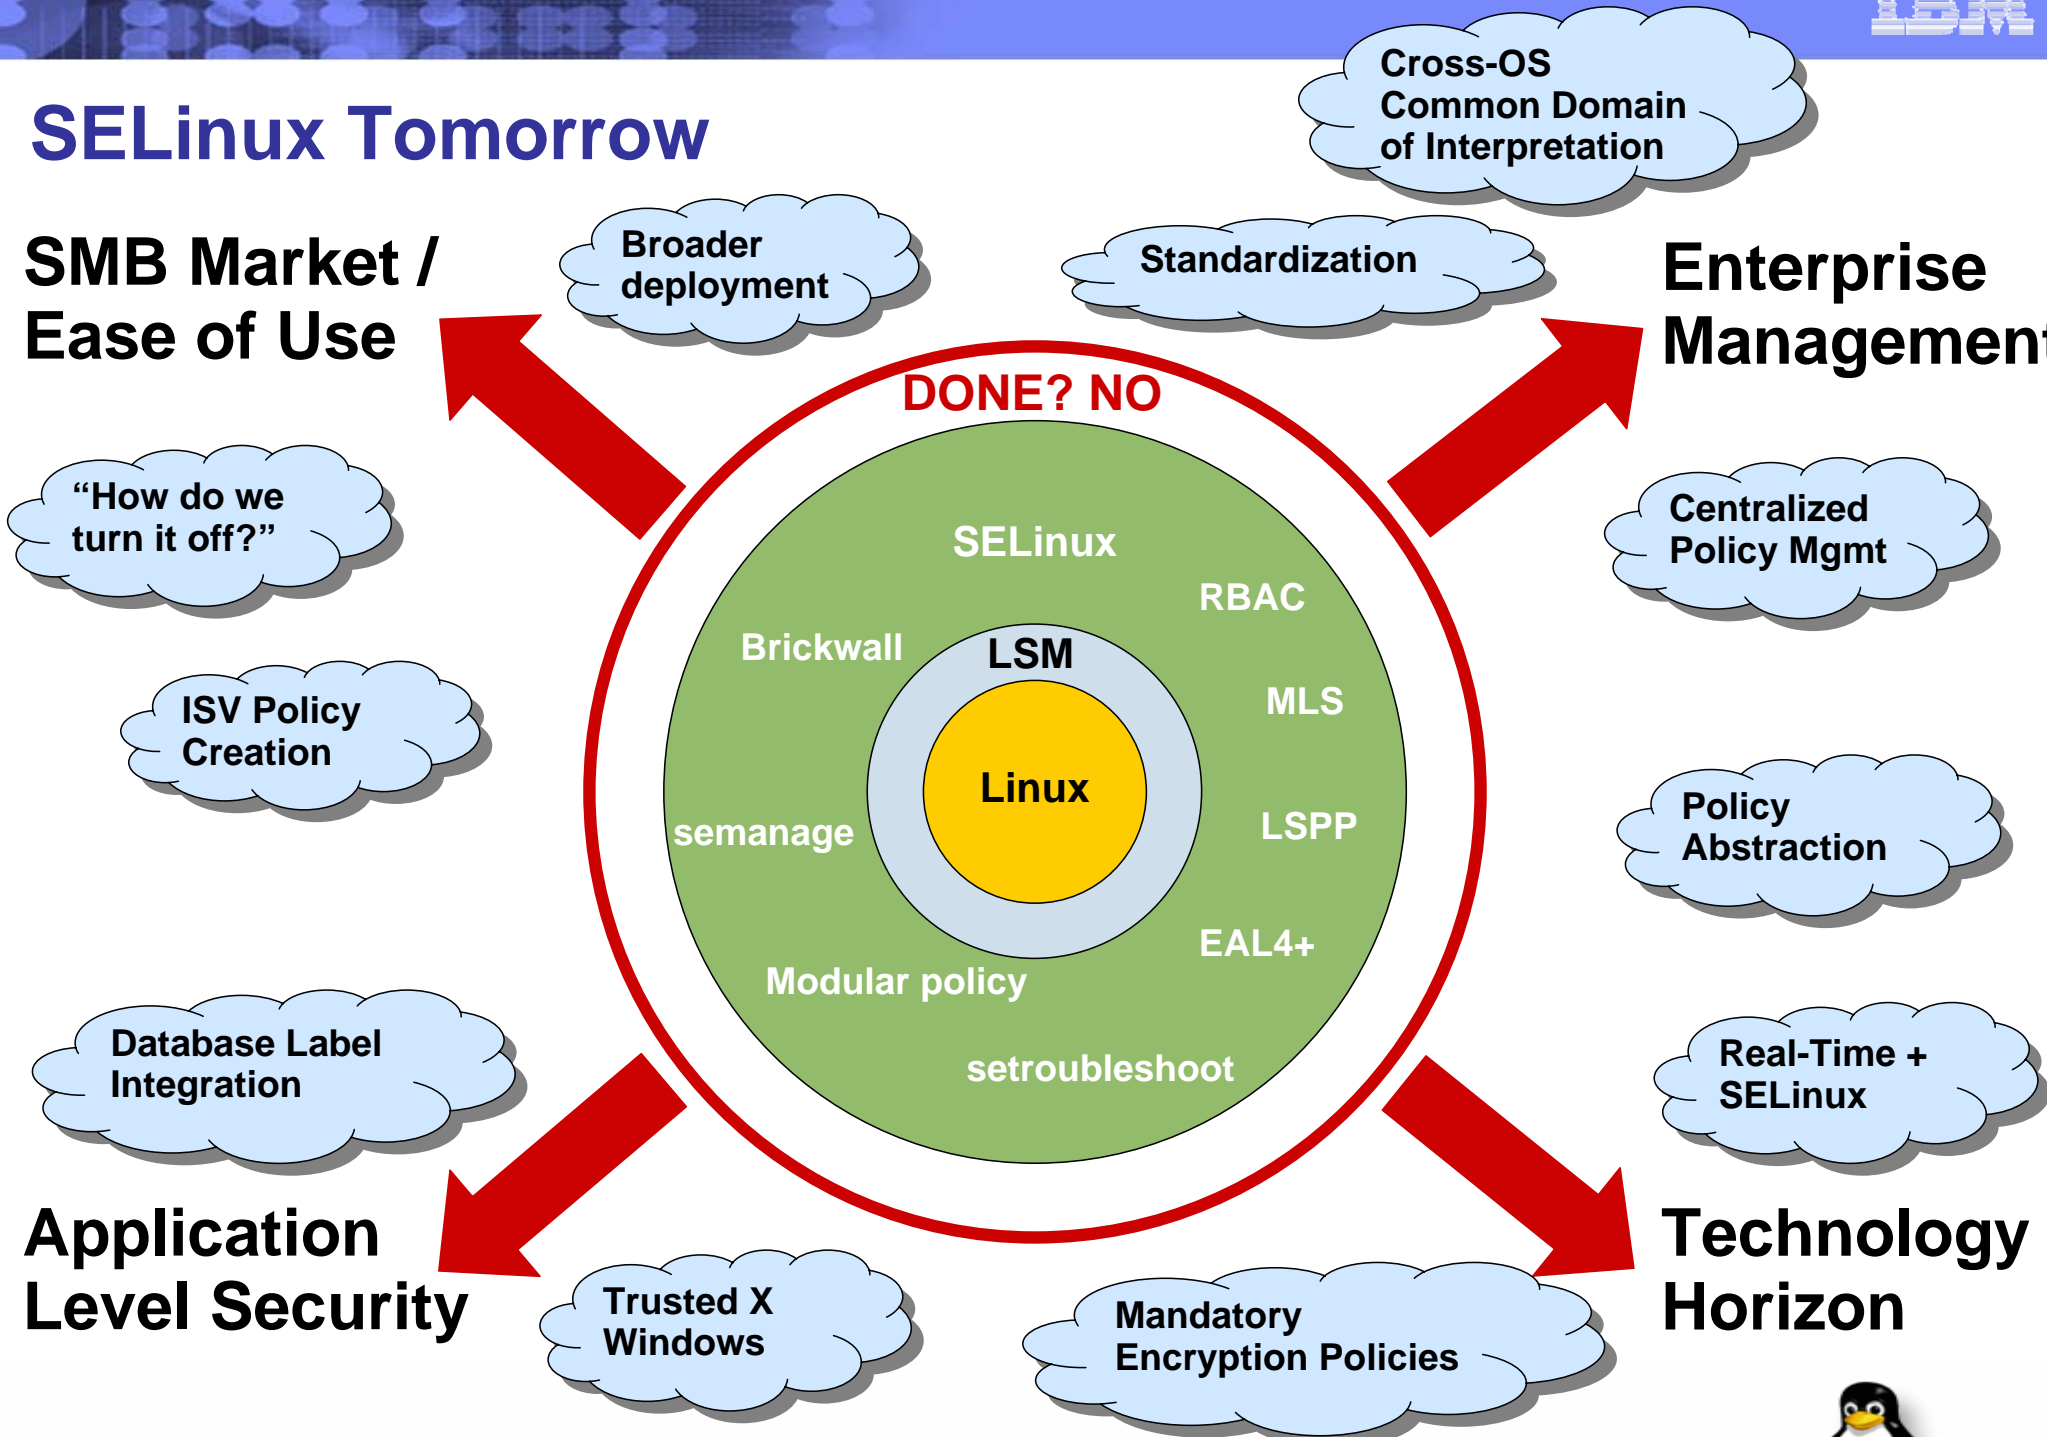 IBM
Cross-OS
Common Domain
of Interpretation
SELinux Tomorrow
SMB Market /
Ease of Use
Broader
deployment
Standardization
Enterprise
Management
DONE? NO
"How do we
turn it off?"
Centralized
Policy Mgmt
SELinux
RBAC
Brickwall
LSM
MLS
ISV Policy
Creation
Linux
semanage
LSPP
Policy
Abstraction
EAL4+
Modular policy
Database Label
Integration
setroubleshoot
Real-Time +
SELinux
Application
Level Security
Trusted X
Windows
Mandatory
Encryption Policies
Technology
Horizon